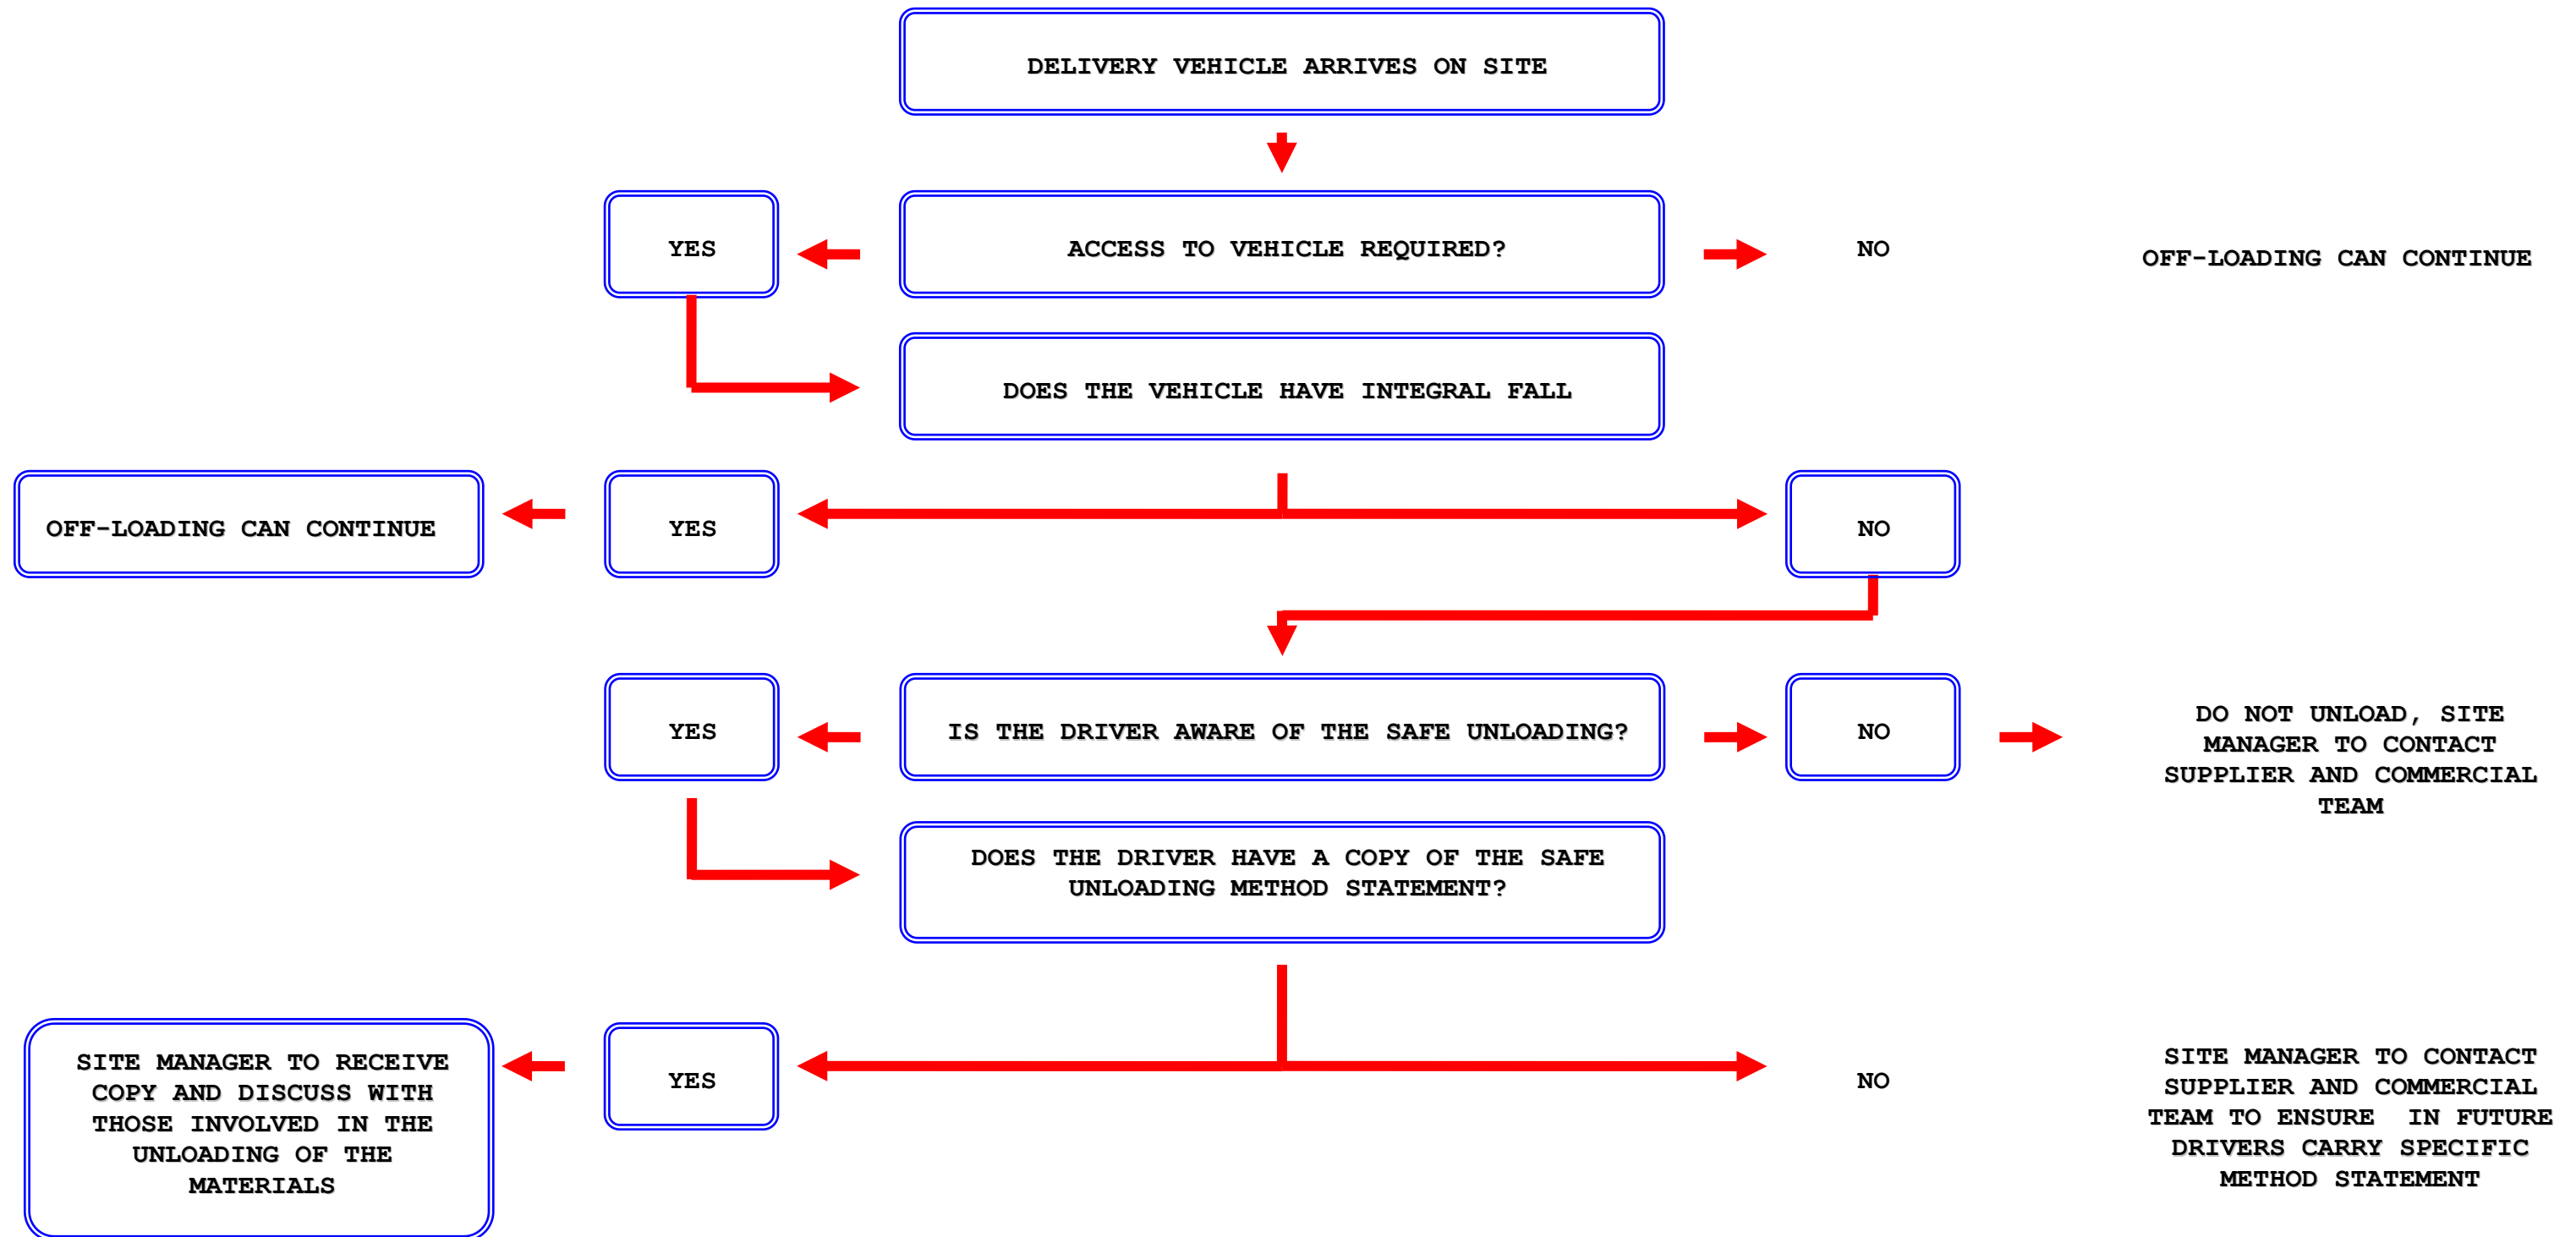 DELIVERY VEHICLE ARRIVES ON SITE
YES
ACCESS TO VEHICLE REQUIRED?
NO
OFF-LOADING CAN CONTINUE
DOES THE VEHICLE HAVE INTEGRAL FALL
OFF-LOADING CAN CONTINUE
YES
NO
YES
IS THE DRIVER AWARE OF THE SAFE UNLOADING?
NO
DO NOT UNLOAD, SITE
MANAGER TO CONTACT
SUPPLIER AND COMMERCIAL
TEAM
DOES THE DRIVER HAVE A COPY OF THE SAFE
UNLOADING METHOD STATEMENT?
SITE MANAGER TO RECEIVE
COPY AND DISCUSS WITH
THOSE INVOLVED IN THE
UNLOADING OF THE
MATERIALS
YES
NO
SITE MANAGER TO CONTACT
SUPPLIER AND COMMERCIAL
TEAM TO ENSURE  IN FUTURE
DRIVERS CARRY SPECIFIC
METHOD STATEMENT